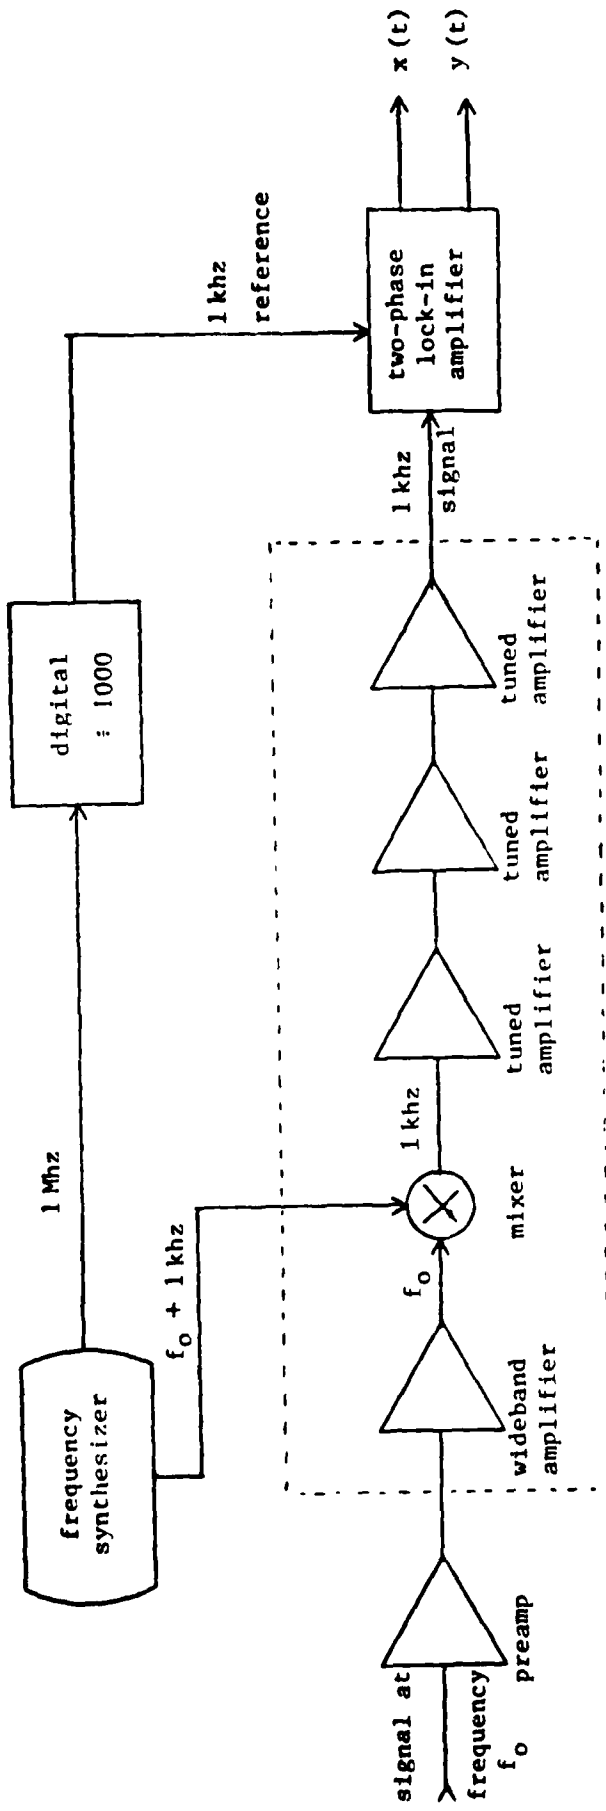 frequency
synthesizer
1 Mhz
digital
÷ 1000
1 khz
reference
f₀ + 1 khz
signal at
frequency
f₀
preamp
wideband
amplifier
f₀
mixer
1 khz
tuned
amplifier
tuned
amplifier
tuned
amplifier
1 khz
signal
two-phase
lock-in
amplifier
x(t)
y(t)